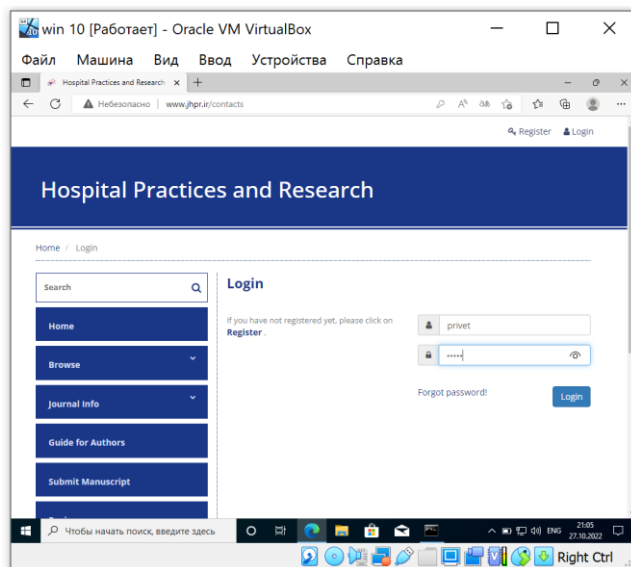 win 10 [Работает] - Oracle VM VirtualBox
Файл Машина Вид Ввод Устройства Справка
Hospital Practices and Research
Небезопасно | www.jhpr.ir/contacts
Register Login
Hospital Practices and Research
Home / Login
Search
Login
If you have not registered yet, please click on
Register .
privet
Home
Browse
Journal Info
Forgot password!
Login
Guide for Authors
Submit Manuscript
Чтобы начать поиск, введите здесь
ENG
21:05
27.10.2022
Right Ctrl